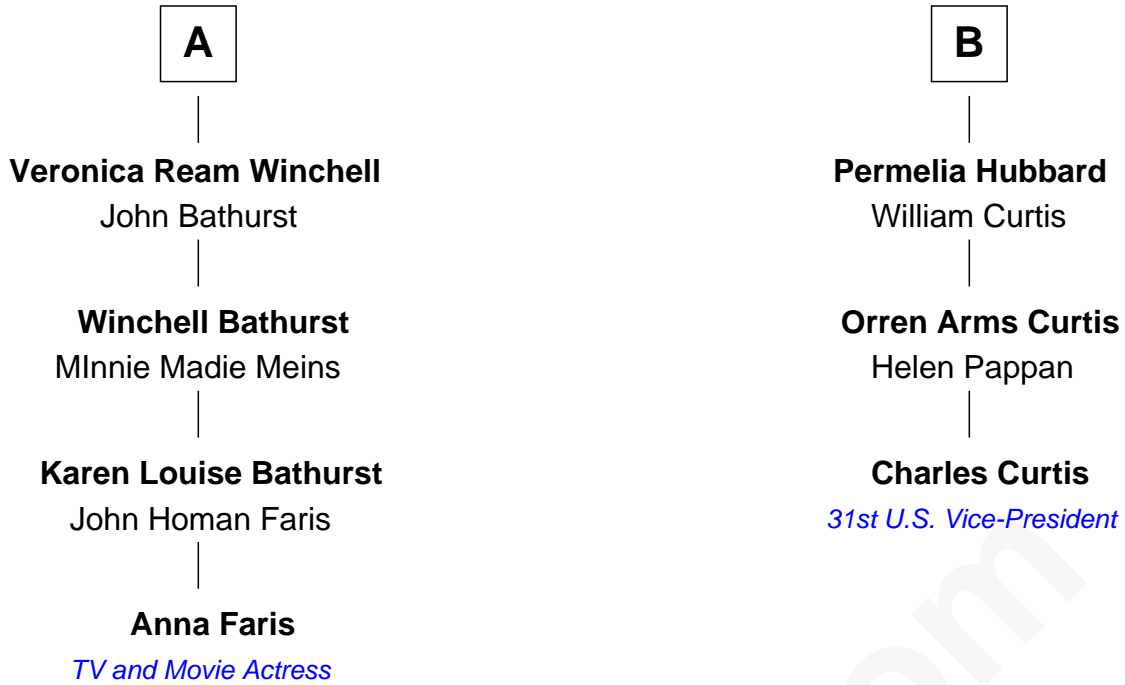 A
Veronica Ream Winchell
John Bathurst
Winchell Bathurst
MInnie Madie Meins
Karen Louise Bathurst
John Homan Faris
Anna Faris
TV and Movie Actress
B
Permelia Hubbard
William Curtis
Orren Arms Curtis
Helen Pappan
Charles Curtis
31st U.S. Vice-President
om